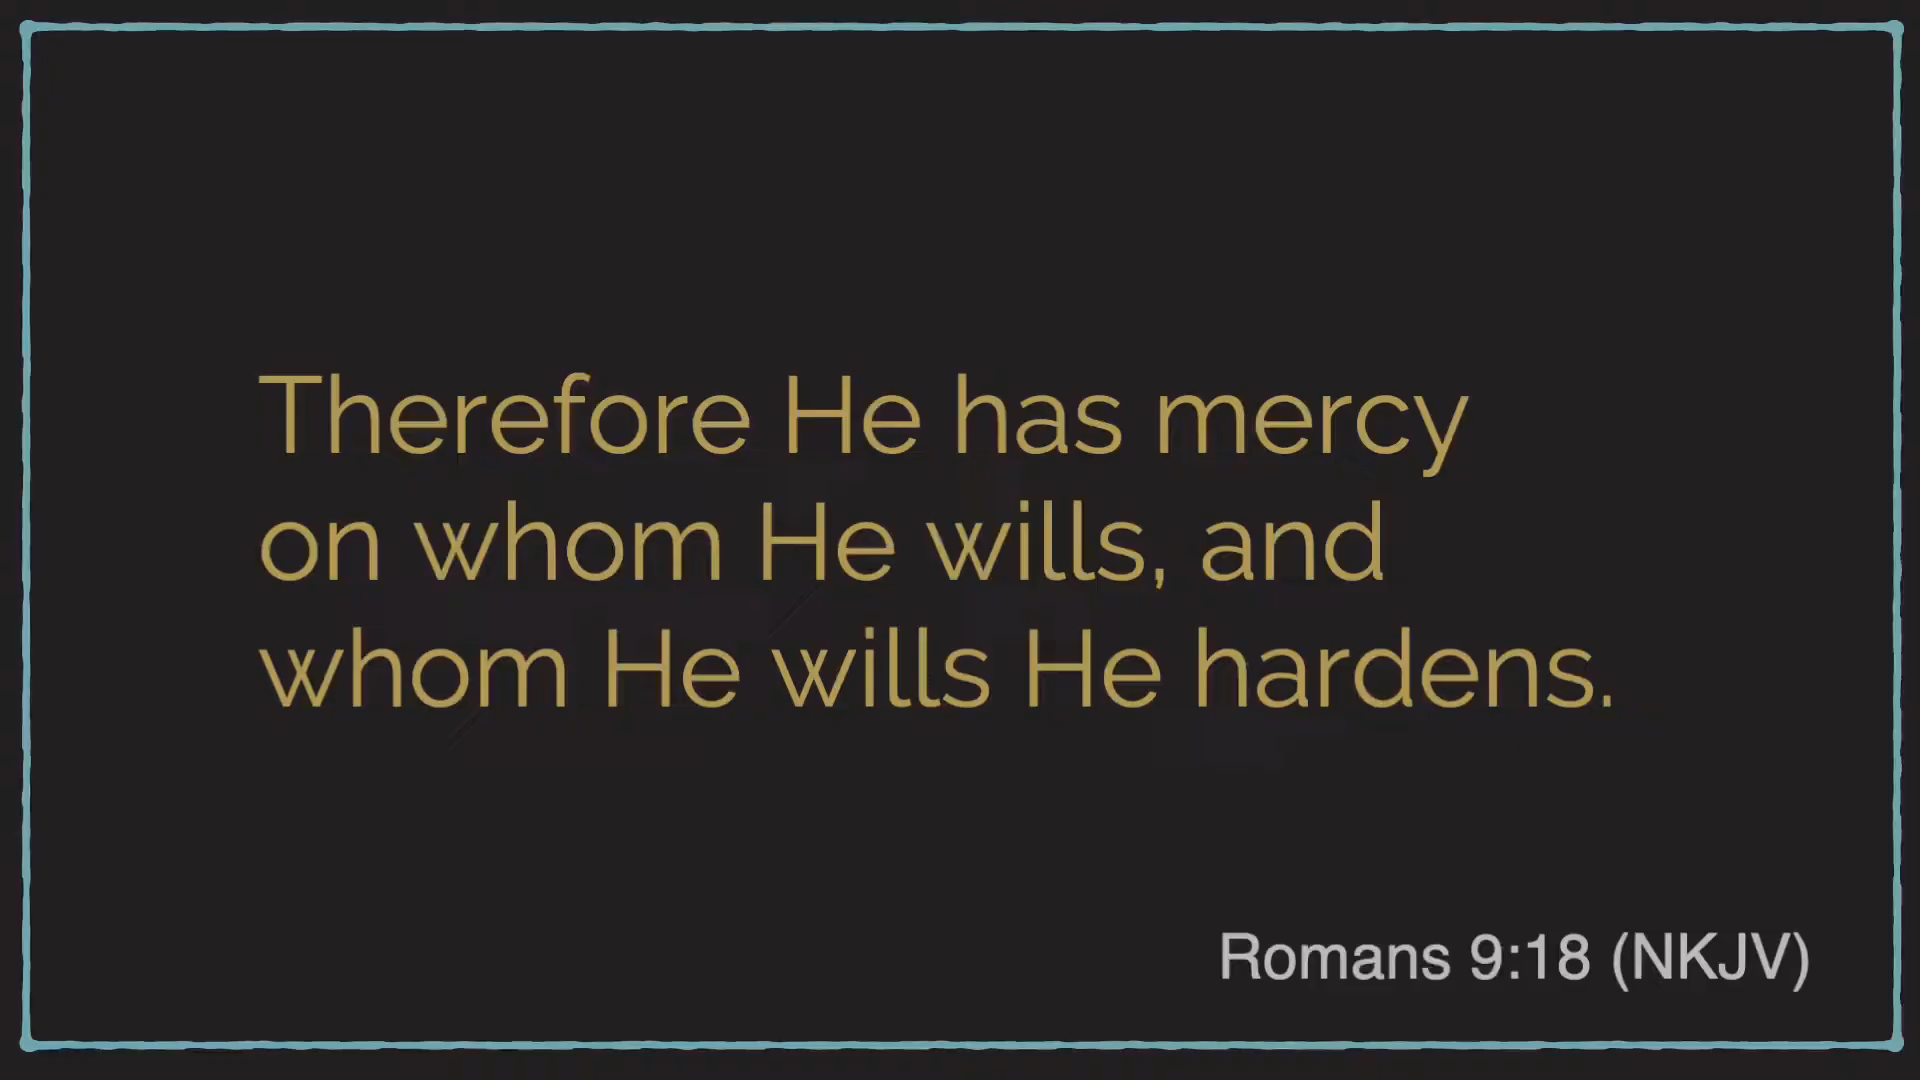 Therefore He has mercy
on whom He wills, and
whom He wills He hardens.
Romans 9:18 (NKJV)